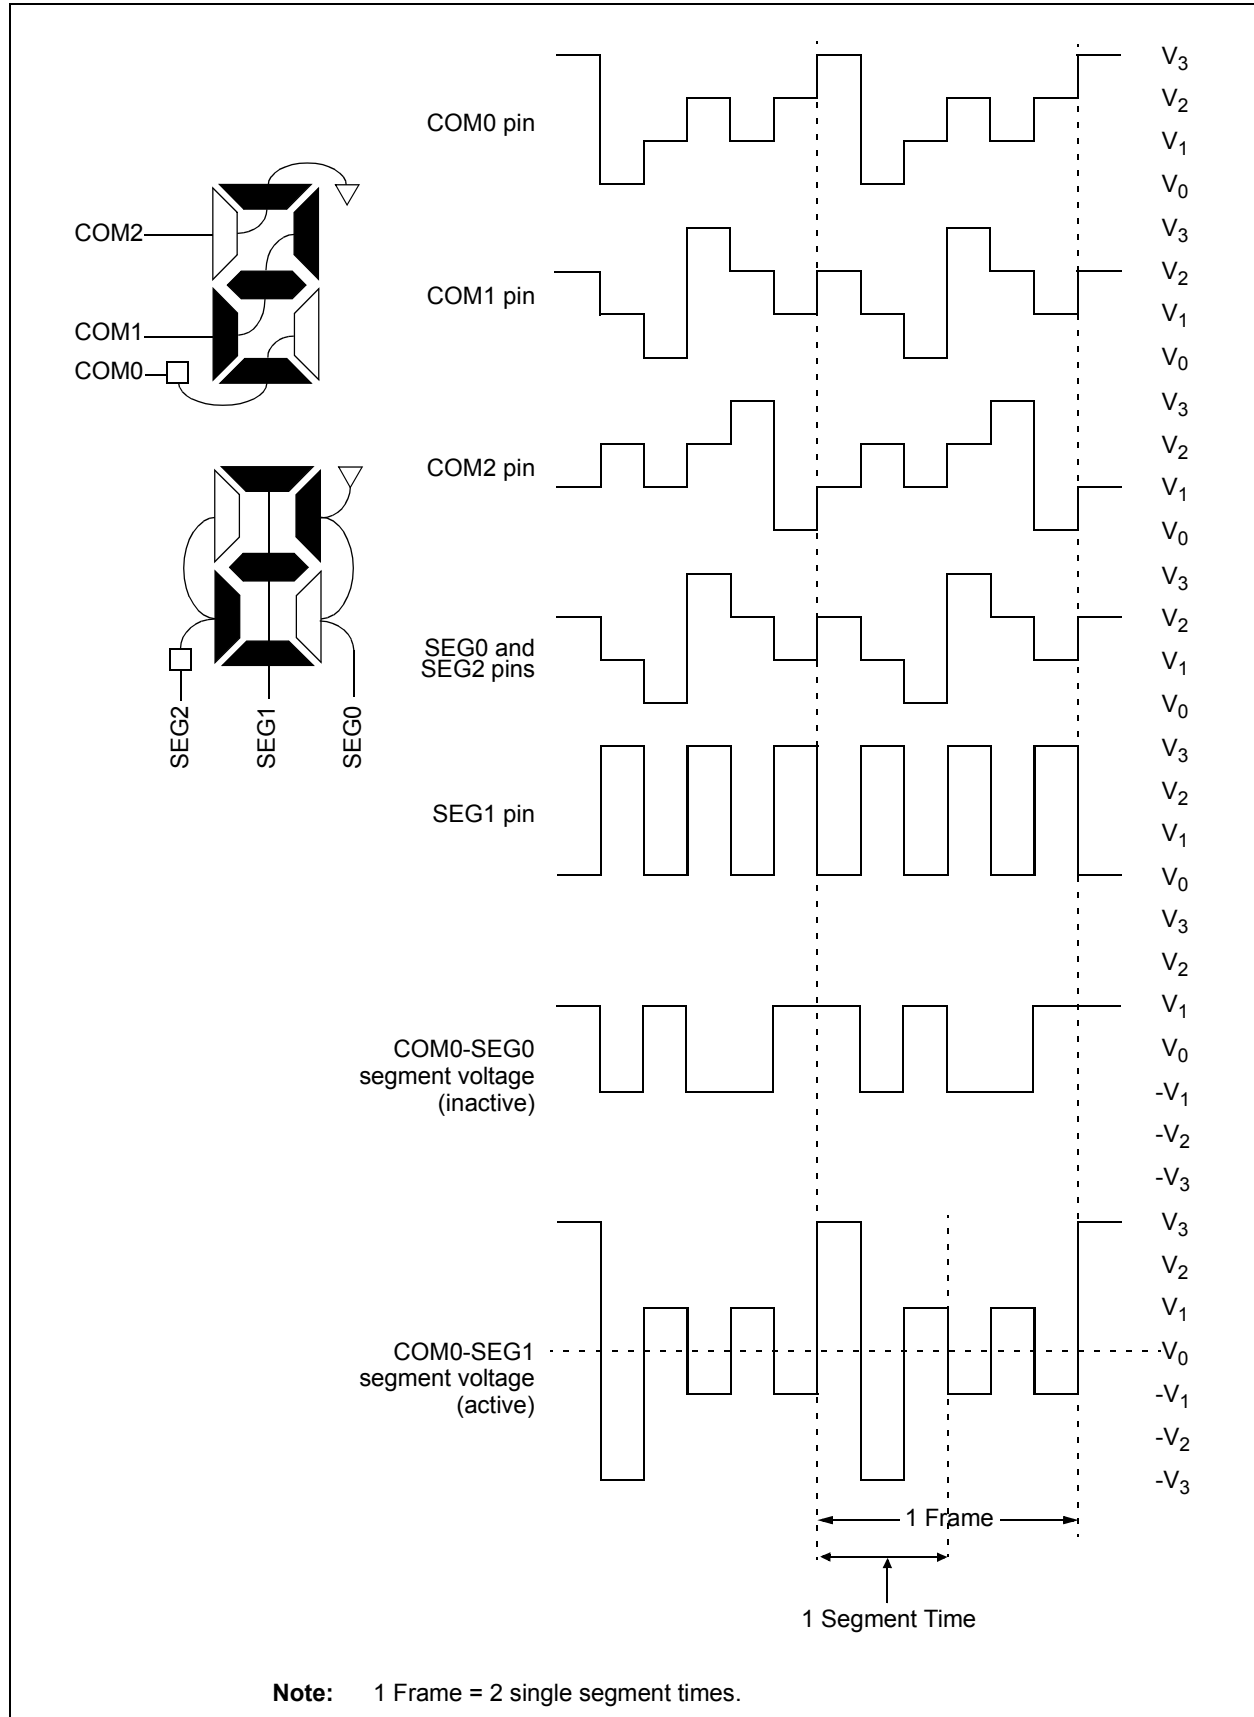 COM0 pin
V3
V2
V1
V0
COM2
COM1
COM0
COM1 pin
V3
V2
V1
V0
COM2 pin
V3
V2
V1
V0
SEG0 and
SEG2 pins
V3
V2
V1
V0
SEG2
SEG1
SEG0
SEG1 pin
V3
V2
V1
V0
COM0-SEG0
segment voltage
(inactive)
V3
V2
V1
V0
-V1
-V2
-V3
COM0-SEG1
segment voltage
(active)
V3
V2
V1
V0
-V1
-V2
-V3
1 Frame
1 Segment Time
Note: 1 Frame = 2 single segment times.